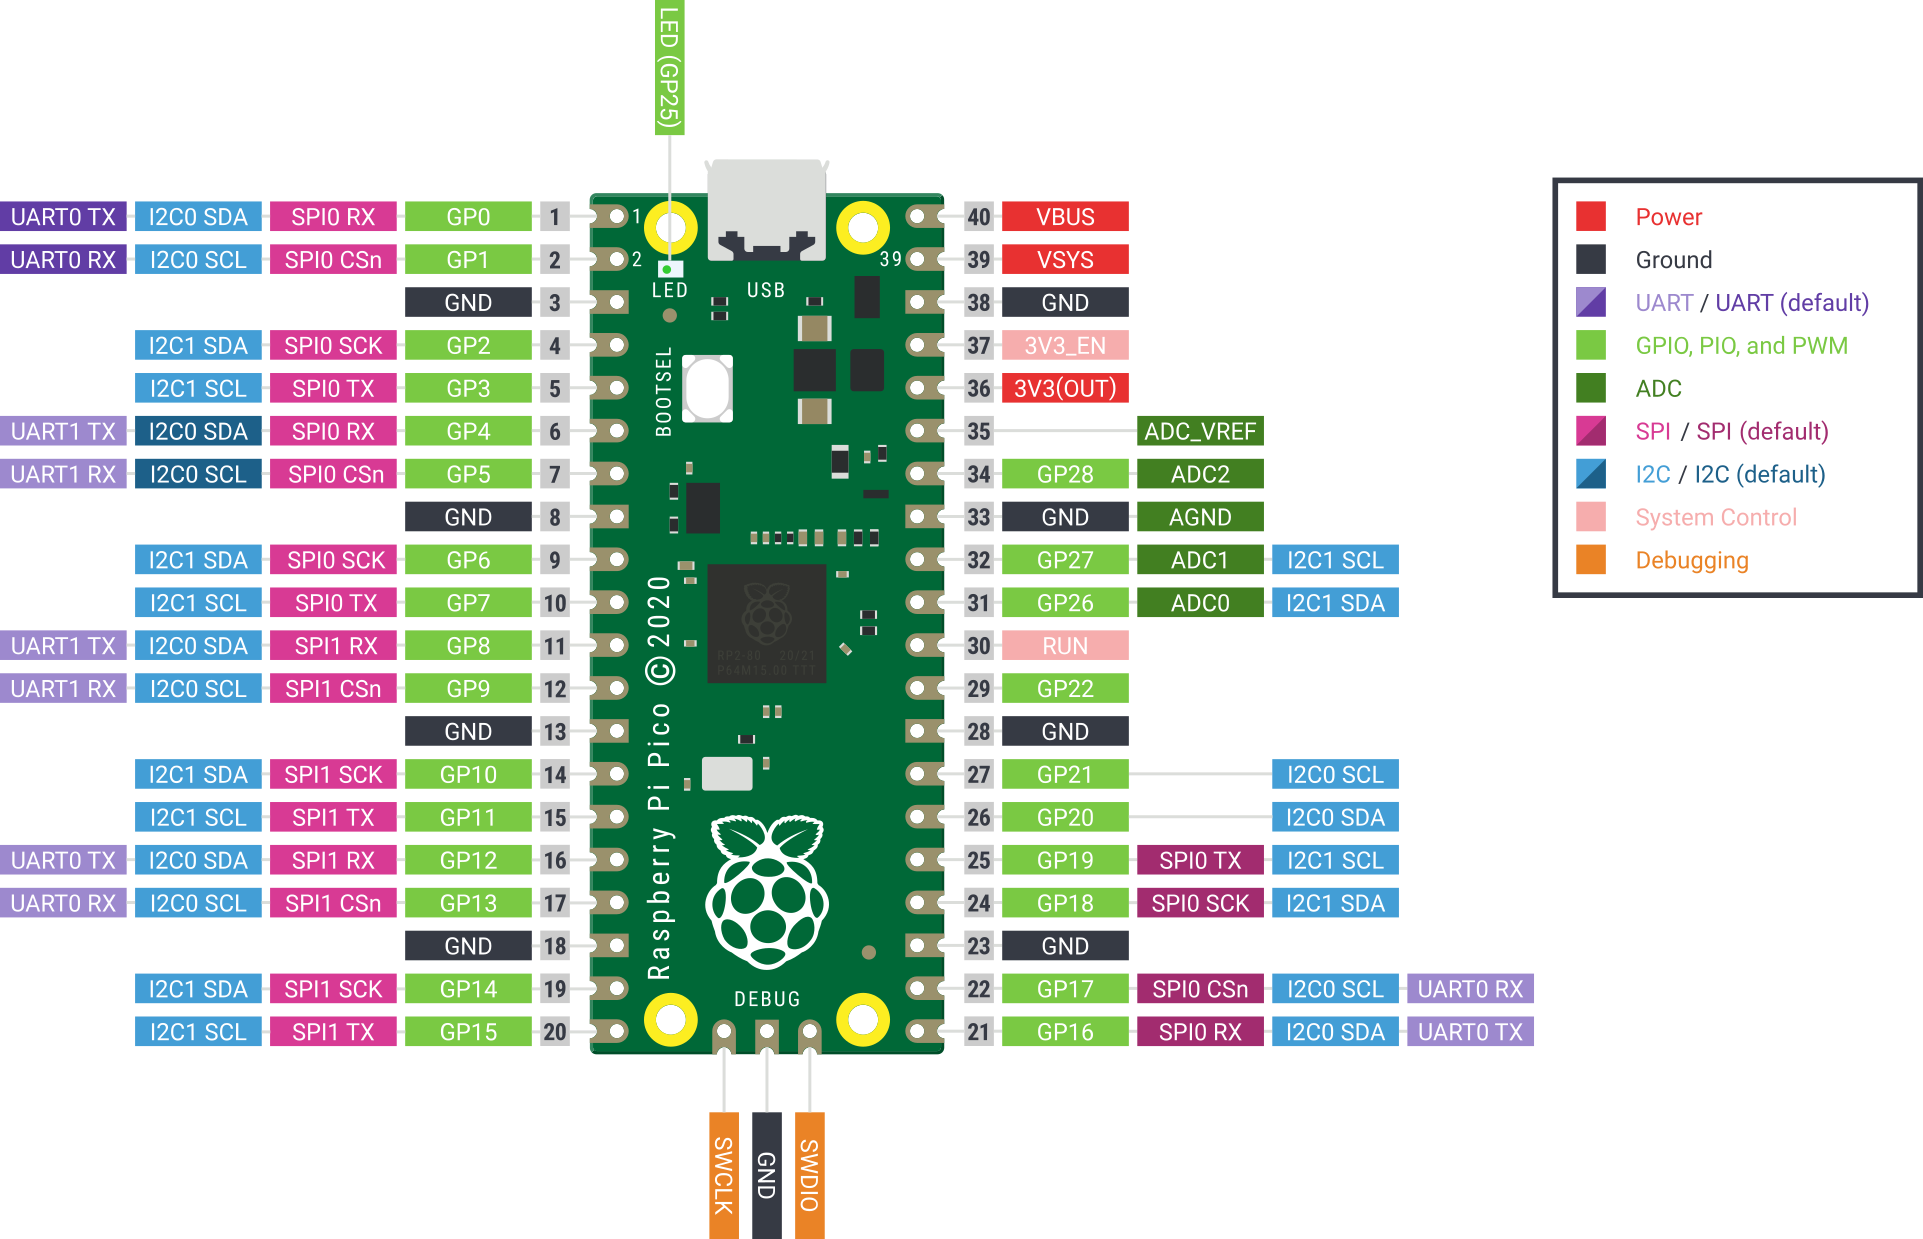 LED (GP25)
UART0 TX I2C0 SDA SPI0 RX GP0 1 1 40 VBUS
UART0 RX I2C0 SCL SPI0 CSn GP1 2 2 39 39 VSYS
LED USB
GND 3 38 GND
I2C1 SDA SPI0 SCK GP2 4 37 3V3_EN
BOOTSEL
I2C1 SCL SPI0 TX GP3 5 36 3V3(OUT)
UART1 TX I2C0 SDA SPI0 RX GP4 6 35 ADC_VREF
UART1 RX I2C0 SCL SPI0 CSn GP5 7 34 GP28 ADC2
GND 8 33 GND AGND
I2C1 SDA SPI0 SCK GP6 9 32 GP27 ADC1 I2C1 SCL
I2C1 SCL SPI0 TX GP7 10 31 GP26 ADC0 I2C1 SDA
UART1 TX I2C0 SDA SPI1 RX GP8 11 30 RUN
RP2-80 20/21
P64M15.00 TTT
UART1 RX I2C0 SCL SPI1 CSn GP9 12 29 GP22
GND 13 28 GND
Raspberry Pi Pico ©2020
I2C1 SDA SPI1 SCK GP10 14 27 GP21 I2C0 SCL
I2C1 SCL SPI1 TX GP11 15 26 GP20 I2C0 SDA
UART0 TX I2C0 SDA SPI1 RX GP12 16 25 GP19 SPI0 TX I2C1 SCL
UART0 RX I2C0 SCL SPI1 CSn GP13 17 24 GP18 SPI0 SCK I2C1 SDA
GND 18 23 GND
I2C1 SDA SPI1 SCK GP14 19 22 GP17 SPI0 CSn I2C0 SCL UART0 RX
DEBUG
I2C1 SCL SPI1 TX GP15 20 21 GP16 SPI0 RX I2C0 SDA UART0 TX
SWCLK
GND
SWDIO
Power
Ground
UART / UART (default)
GPIO, PIO, and PWM
ADC
SPI / SPI (default)
I2C / I2C (default)
System Control
Debugging